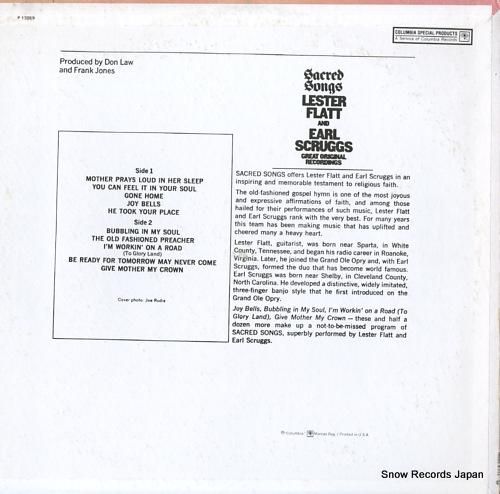 P 13069
COLUMBIA SPECIAL PRODUCTS
A Service of Columbia Records
Produced by Don Law
and Frank Jones
Sacred
Songs
LESTER
FLATT
AND
EARL
SCRUGGS
GREAT ORIGINAL
RECORDINGS
Side 1
MOTHER PRAYS LOUD IN HER SLEEP
YOU CAN FEEL IT IN YOUR SOUL
GONE HOME
JOY BELLS
HE TOOK YOUR PLACE
Side 2
BUBBLING IN MY SOUL
THE OLD FASHIONED PREACHER
I'M WORKIN' ON A ROAD
(To Glory Land)
BE READY FOR TOMORROW MAY NEVER COME
GIVE MOTHER MY CROWN
Cover photo: Joe Rudis
SACRED SONGS offers Lester Flatt and Earl Scruggs in an
inspiring and memorable testament to religious faith.
The old-fashioned gospel hymn is one of the most joyous
and expressive affirmations of faith, and among those
hailed for their performances of such music, Lester Flatt
and Earl Scruggs rank with the very best. For many years
this team has been making music that has uplifted and
cheered many a heavy heart.
Lester Flatt, guitarist, was born near Sparta, in White
County, Tennessee, and began his radio career in Roanoke,
Virginia. Later, he joined the Grand Ole Opry and, with Earl
Scruggs, formed the duo that has become world famous.
Earl Scruggs was born near Shelby, in Cleveland County,
North Carolina. He developed a distinctive, widely imitated,
three-finger banjo style that he first introduced on the
Grand Ole Opry.
Joy Bells, Bubbling in My Soul, I'm Workin' on a Road (To
Glory Land), Give Mother My Crown — these and half a
dozen more make up a not-to-be-missed program of
SACRED SONGS, superbly performed by Lester Flatt and
Earl Scruggs.
® "Columbia" Marcas Reg. / Printed in U.S.A.
Snow Records Japan